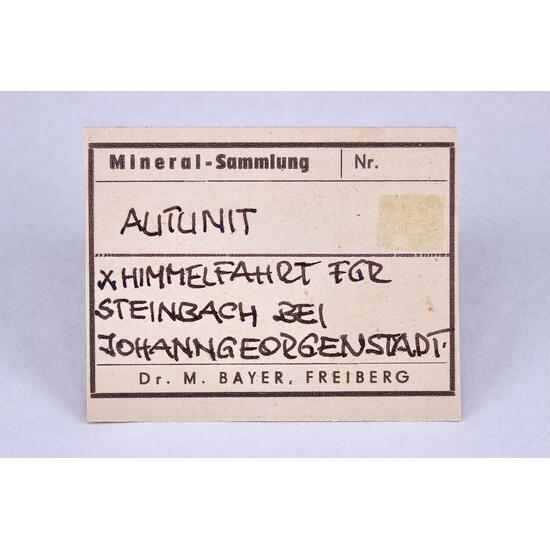 Mineral-Sammlung Nr.
AUTUNIT
HIMMELFAHRT FGR
STEINBACH BEI
JOHANNGEORGENSTADT.
Dr. M. BAYER, FREIBERG